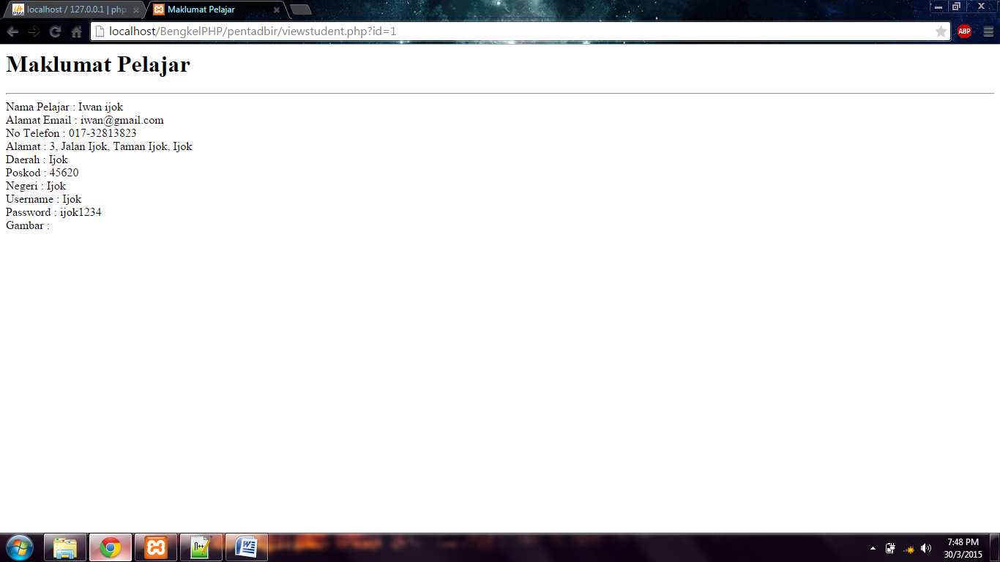 localhost / 127.0.0.1 | php
Maklumat Pelajar
localhost/BengkelPHP/pentadbir/viewstudent.php?id=1
ABP
Maklumat Pelajar
Nama Pelajar : Iwan ijok
Alamat Email : iwan@gmail.com
No Telefon : 017-32813823
Alamat : 3, Jalan Ijok, Taman Ijok, Ijok
Daerah : Ijok
Poskod : 45620
Negeri : Ijok
Username : Ijok
Password : ijok1234
Gambar :
7:48 PM
30/3/2015